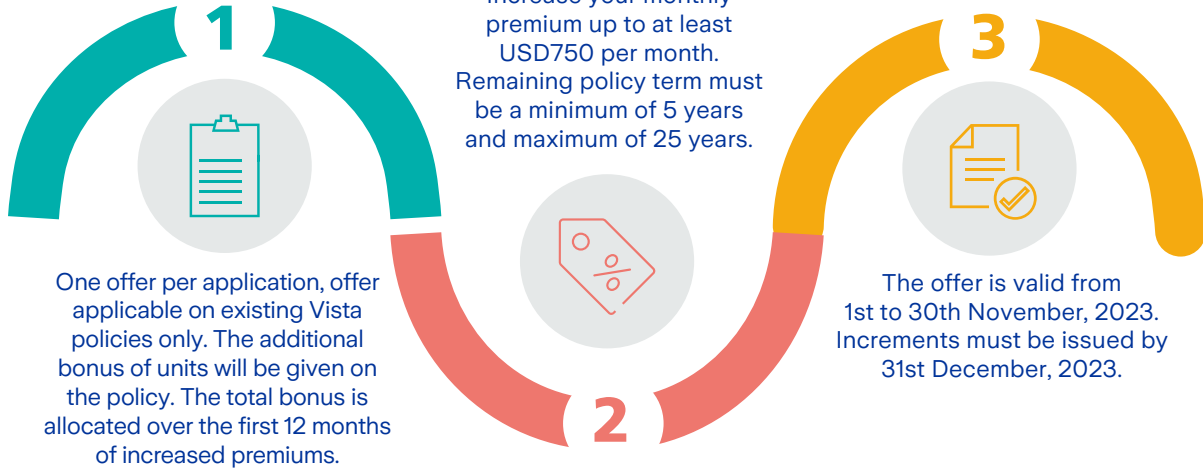 1
One offer per application, offer
applicable on existing Vista
policies only. The additional
bonus of units will be given on
the policy. The total bonus is
allocated over the first 12 months
of increased premiums.
increase your monthly
premium up to at least
USD750 per month.
Remaining policy term must
be a minimum of 5 years
and maximum of 25 years.
2
3
The offer is valid from
1st to 30th November, 2023.
Increments must be issued by
31st December, 2023.